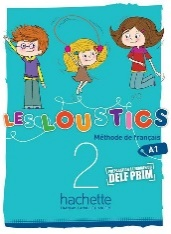 LES LOUSTICS
Méthode de français
A1
2
DELF PRIM
hachette